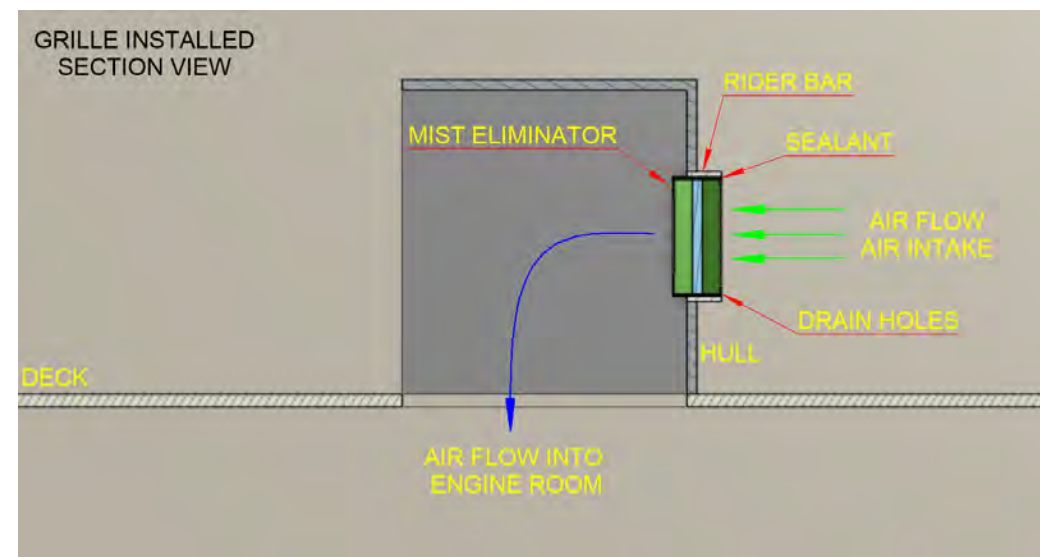 GRILLE INSTALLED
SECTION VIEW
RIDER BAR
MIST ELIMINATOR
SEALANT
AIR FLOW
AIR INTAKE
DRAIN HOLES
HULL
DECK
AIR FLOW INTO
ENGINE ROOM